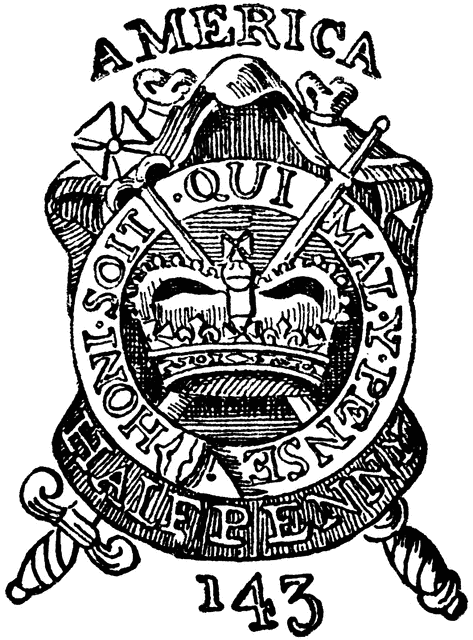 AMERICA
HONI · SOIT · QUI MAL · Y · PENSE
HALFPENNY
143